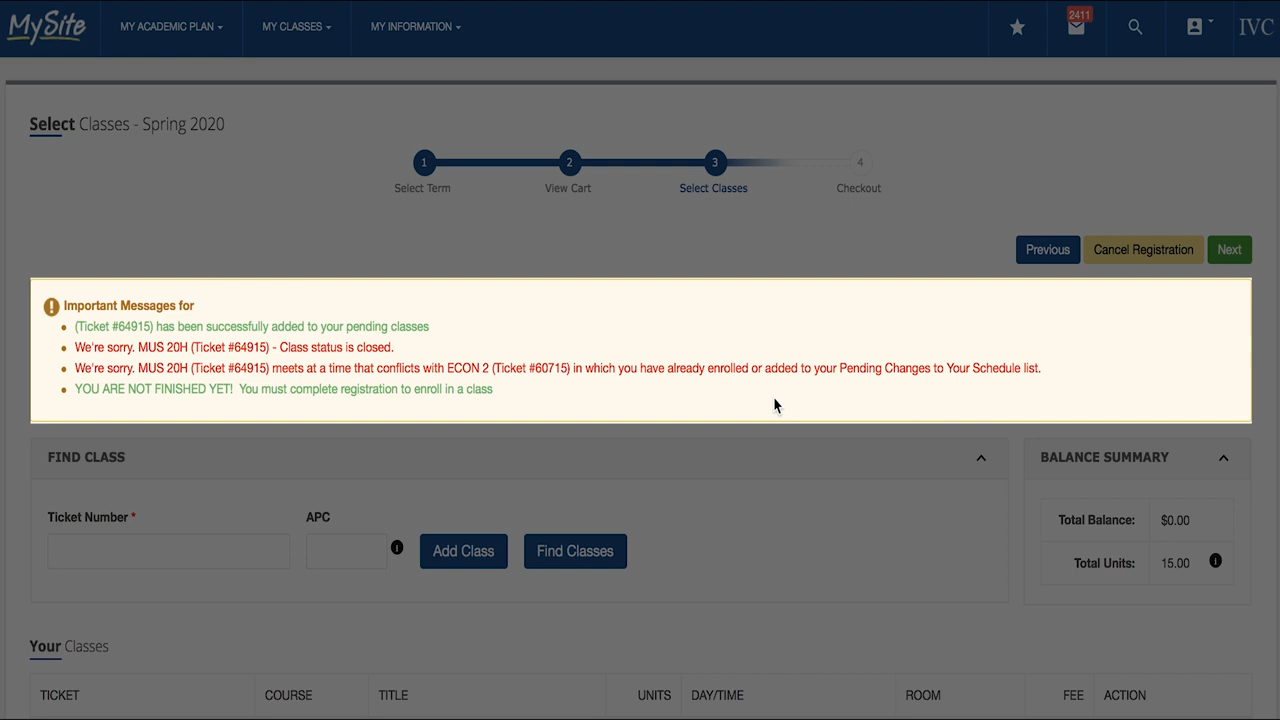 MySite
MY ACADEMIC PLAN
MY CLASSES
MY INFORMATION
2411
IVC
Select Classes - Spring 2020
1
2
3
4
Select Term
View Cart
Select Classes
Checkout
Previous
Cancel Registration
Next
Important Messages for
(Ticket #64915) has been successfully added to your pending classes
We're sorry. MUS 20H (Ticket #64915) - Class status is closed.
We're sorry. MUS 20H (Ticket #64915) meets at a time that conflicts with ECON 2 (Ticket #60715) in which you have already enrolled or added to your Pending Changes to Your Schedule list.
YOU ARE NOT FINISHED YET! You must complete registration to enroll in a class
FIND CLASS
BALANCE SUMMARY
Ticket Number *
APC
Add Class
Find Classes
Total Balance: $0.00
Total Units: 15.00
Your Classes
TICKET COURSE TITLE UNITS DAY/TIME ROOM FEE ACTION